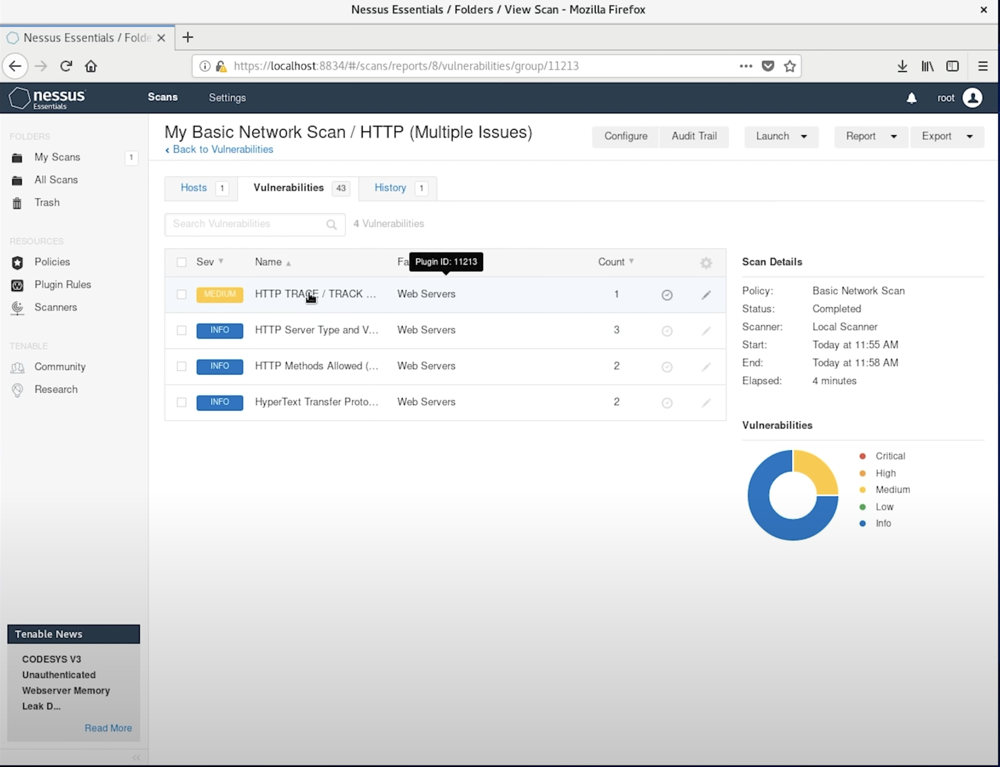 Nessus Essentials / Folders / View Scan - Mozilla Firefox
Nessus Essentials / Folde
https://localhost:8834/#/scans/reports/8/vulnerabilities/group/11213
nessus
Essentials
Scans
Settings
root
FOLDERS
My Scans 1
All Scans
Trash
RESOURCES
Policies
Plugin Rules
Scanners
TENABLE
Community
Research
Tenable News
CODESYS V3
Unauthenticated
Webserver Memory
Leak D...
Read More
My Basic Network Scan / HTTP (Multiple Issues)
Back to Vulnerabilities
Configure
Audit Trail
Launch
Report
Export
Hosts 1
Vulnerabilities 43
History 1
Search Vulnerabilities
4 Vulnerabilities
Plugin ID: 11213
Sev Name Fa Count
MEDIUM HTTP TRACE / TRACK ... Web Servers 1
INFO HTTP Server Type and V... Web Servers 3
INFO HTTP Methods Allowed (... Web Servers 2
INFO HyperText Transfer Proto... Web Servers 2
Scan Details
Policy: Basic Network Scan
Status: Completed
Scanner: Local Scanner
Start: Today at 11:55 AM
End: Today at 11:58 AM
Elapsed: 4 minutes
Vulnerabilities
Critical
High
Medium
Low
Info